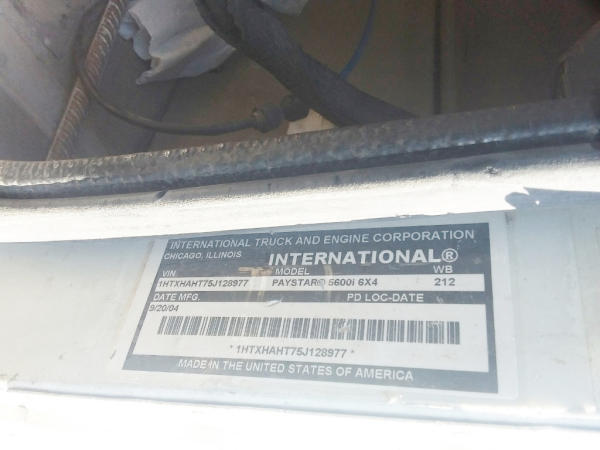 INTERNATIONAL TRUCK AND ENGINE CORPORATION
CHICAGO, ILLINOIS INTERNATIONAL®
VIN MODEL WB
1HTXHAHT75J128977 PAYSTAR® 5600i 6X4 212
DATE MFG. PD LOC-DATE
9/20/04
* 1HTXHAHT75J128977 *
MADE IN THE UNITED STATES OF AMERICA